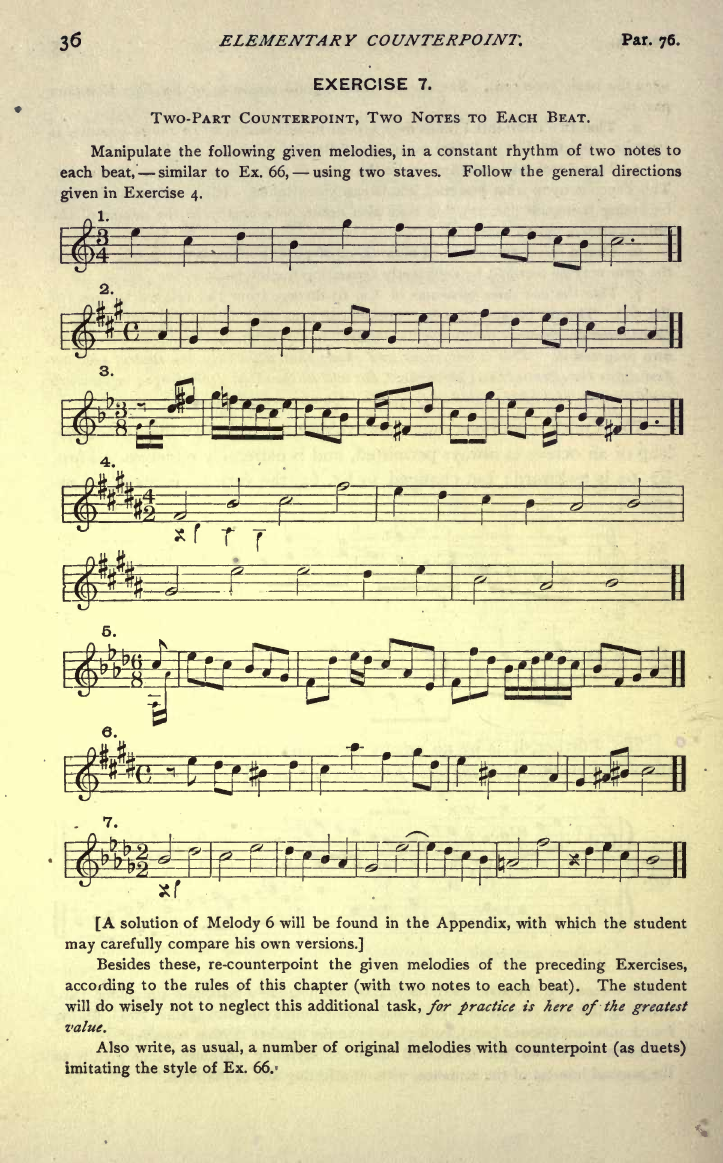 36 ELEMENTARY COUNTERPOINT. Par. 76.
EXERCISE 7.
TWO-PART COUNTERPOINT, TWO NOTES TO EACH BEAT.
Manipulate the following given melodies, in a constant rhythm of two notes to
each beat,—similar to Ex. 66,—using two staves. Follow the general directions
given in Exercise 4.
1.
3
4
2.
3.
3
8
4.
4
2
5.
6
8
6.
7.
2
2
[A solution of Melody 6 will be found in the Appendix, with which the student
may carefully compare his own versions.]
Besides these, re-counterpoint the given melodies of the preceding Exercises,
according to the rules of this chapter (with two notes to each beat). The student
will do wisely not to neglect this additional task, for practice is here of the greatest
value.
Also write, as usual, a number of original melodies with counterpoint (as duets)
imitating the style of Ex. 66.